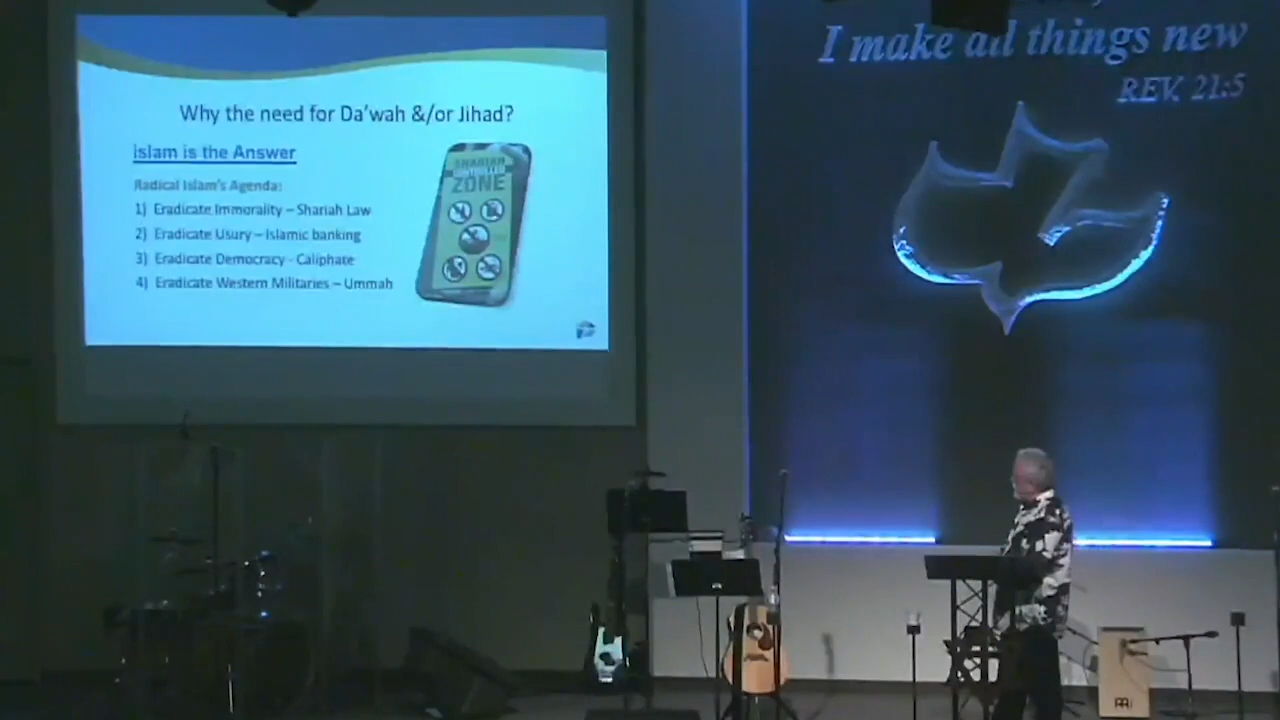 Why the need for Da'wah &/or Jihad?
islam is the Answer
Radical Islam's Agenda:
1) Eradicate Immorality – Shariah Law
2) Eradicate Usury – Islamic banking
3) Eradicate Democracy - Caliphate
4) Eradicate Western Militaries – Ummah
SHARIAH
CONTROLLED
ZONE
I make all things new
REV. 21:5
MEINL